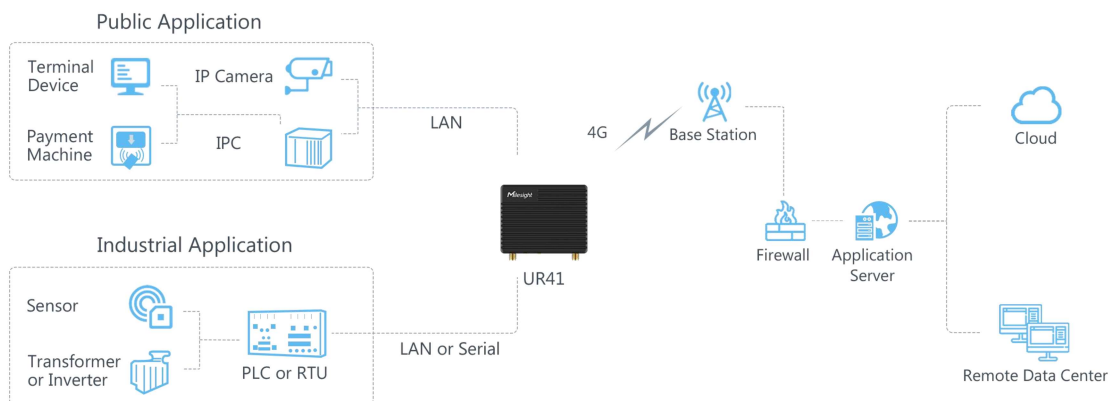 Public Application
Terminal
Device
IP Camera
Payment
Machine
IPC
LAN
4G
Base Station
Cloud
Milesight
UR41
Firewall
Application
Server
Industrial Application
Sensor
Transformer
or Inverter
PLC or RTU
LAN or Serial
Remote Data Center